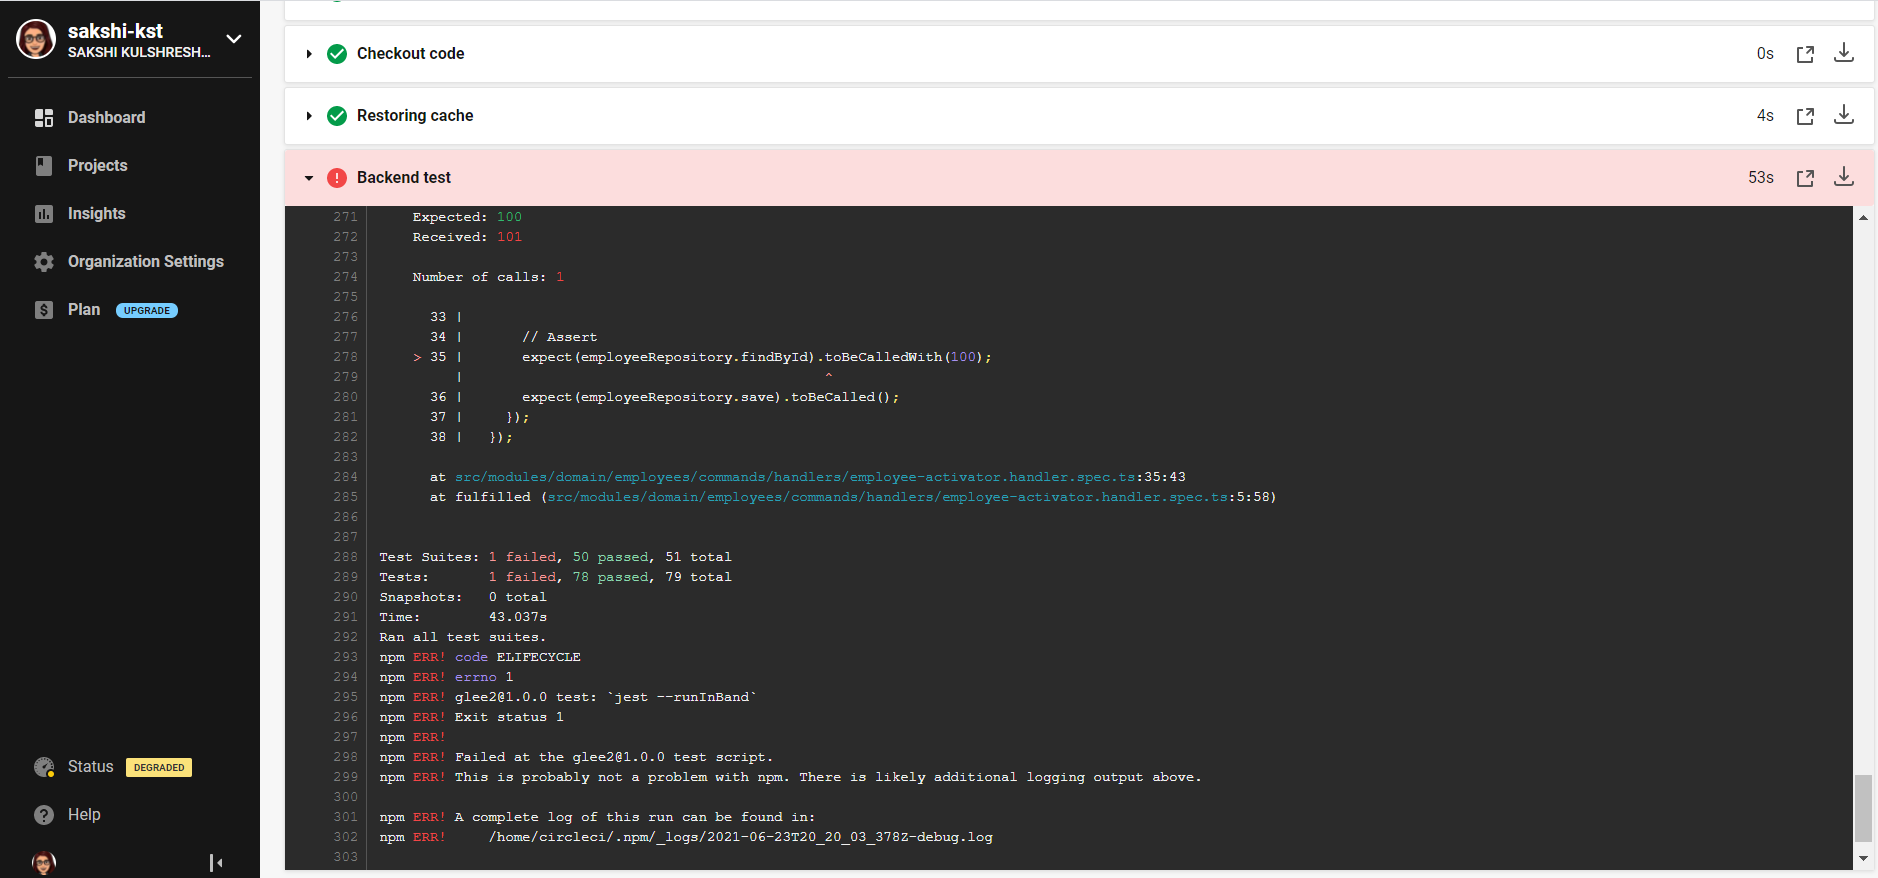 sakshi-kst
SAKSHI KULSHRESH...
Dashboard
Projects
Insights
Organization Settings
Plan UPGRADE
Status DEGRADED
Help
Checkout code 0s
Restoring cache 4s
Backend test 53s
271 Expected: 100
272 Received: 101
273
274 Number of calls: 1
275
276 33 |
277 34 | // Assert
278 > 35 | expect(employeeRepository.findById).toBeCalledWith(100);
279 | ^
280 36 | expect(employeeRepository.save).toBeCalled();
281 37 | });
282 38 | });
283
284 at src/modules/domain/employees/commands/handlers/employee-activator.handler.spec.ts:35:43
285 at fulfilled (src/modules/domain/employees/commands/handlers/employee-activator.handler.spec.ts:5:58)
286
287
288 Test Suites: 1 failed, 50 passed, 51 total
289 Tests: 1 failed, 78 passed, 79 total
290 Snapshots: 0 total
291 Time: 43.037s
292 Ran all test suites.
293 npm ERR! code ELIFECYCLE
294 npm ERR! errno 1
295 npm ERR! glee2@1.0.0 test: `jest --runInBand`
296 npm ERR! Exit status 1
297 npm ERR!
298 npm ERR! Failed at the glee2@1.0.0 test script.
299 npm ERR! This is probably not a problem with npm. There is likely additional logging output above.
300
301 npm ERR! A complete log of this run can be found in:
302 npm ERR! /home/circleci/.npm/_logs/2021-06-23T20_20_03_378Z-debug.log
303